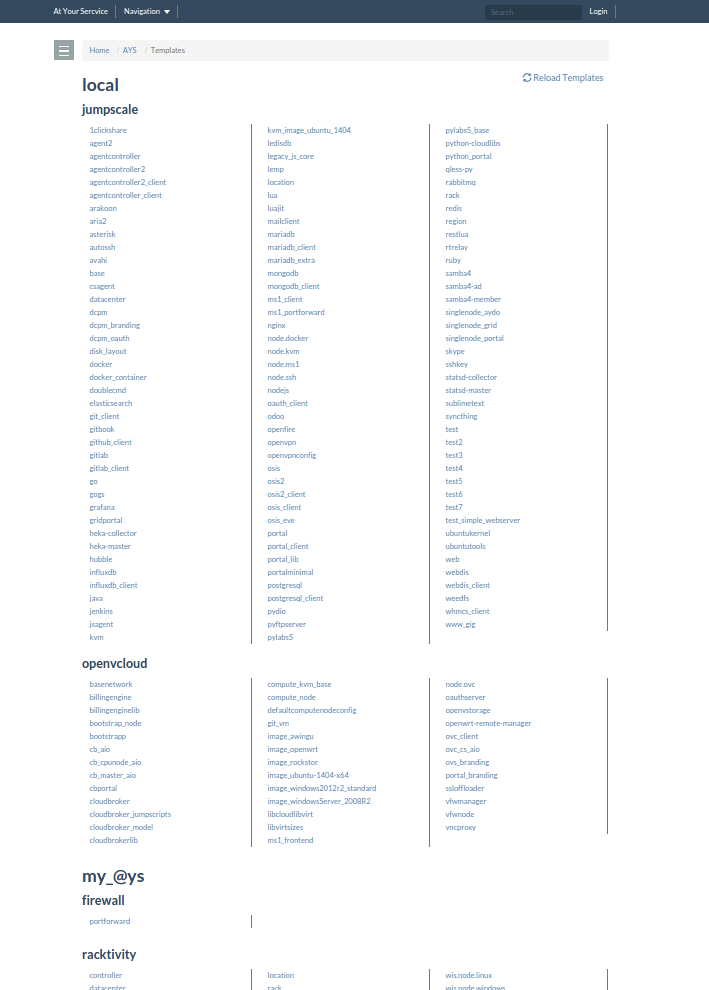 At Your Sercvice
Navigation
Search
Login
Home / AYS / Templates
Reload Templates
local
jumpscale
1clickshare
agent2
agentcontroller
agentcontroller2
agentcontroller2_client
agentcontroller_client
arakoon
aria2
asterisk
autossh
avahi
base
csagent
datacenter
dcpm
dcpm_branding
dcpm_oauth
disk_layout
docker
docker_container
doublecmd
elasticsearch
git_client
gitbook
github_client
gitlab
gitlab_client
go
gogs
grafana
gridportal
heka-collector
heka-master
hubble
influxdb
influxdb_client
java
jenkins
jsagent
kvm
kvm_image_ubuntu_1404
ledisdb
legacy_js_core
lemp
location
lua
luajit
mailclient
mariadb
mariadb_client
mariadb_extra
mongodb
mongodb_client
ms1_client
ms1_portforward
nginx
node.docker
node.kvm
node.ms1
node.ssh
nodejs
oauth_client
odoo
openfire
openvpn
openvpnconfig
osis
osis2
osis2_client
osis_client
osis_eve
portal
portal_client
portal_lib
portalminimal
postgresql
postgresql_client
pydio
pyftpserver
pylabs5
pylabs5_base
python-cloudlibs
python_portal
qless-py
rabbitmq
rack
redis
region
restlua
rtrelay
ruby
samba4
samba4-ad
samba4-member
singlenode_aydo
singlenode_grid
singlenode_portal
skype
sshkey
statsd-collector
statsd-master
sublimetext
syncthing
test
test2
test3
test4
test5
test6
test7
test_simple_webserver
ubuntukernel
ubuntutools
web
webdis
webdis_client
weedfs
whmcs_client
www_gig
openvcloud
basenetwork
billingengine
billingenginelib
bootstrap_node
bootstrapp
cb_aio
cb_cpunode_aio
cb_master_aio
cbportal
cloudbroker
cloudbroker_jumpscripts
cloudbroker_model
cloudbrokerlib
compute_kvm_base
compute_node
defaultcomputenodeconfig
git_vm
image_awingu
image_openwrt
image_rockstor
image_ubuntu-1404-x64
image_windows2012r2_standard
image_windowsServer_2008R2
libcloudlibvirt
libvirtsizes
ms1_frontend
node.ovc
oauthserver
openvstorage
openwrt-remote-manager
ovc_client
ovc_cs_aio
ovs_branding
portal_branding
ssloffloader
vfwmanager
vfwnode
vncproxy
my_@ys
firewall
portforward
racktivity
controller
datacenter
location
rack
wis.node.linux
wis.node.windows